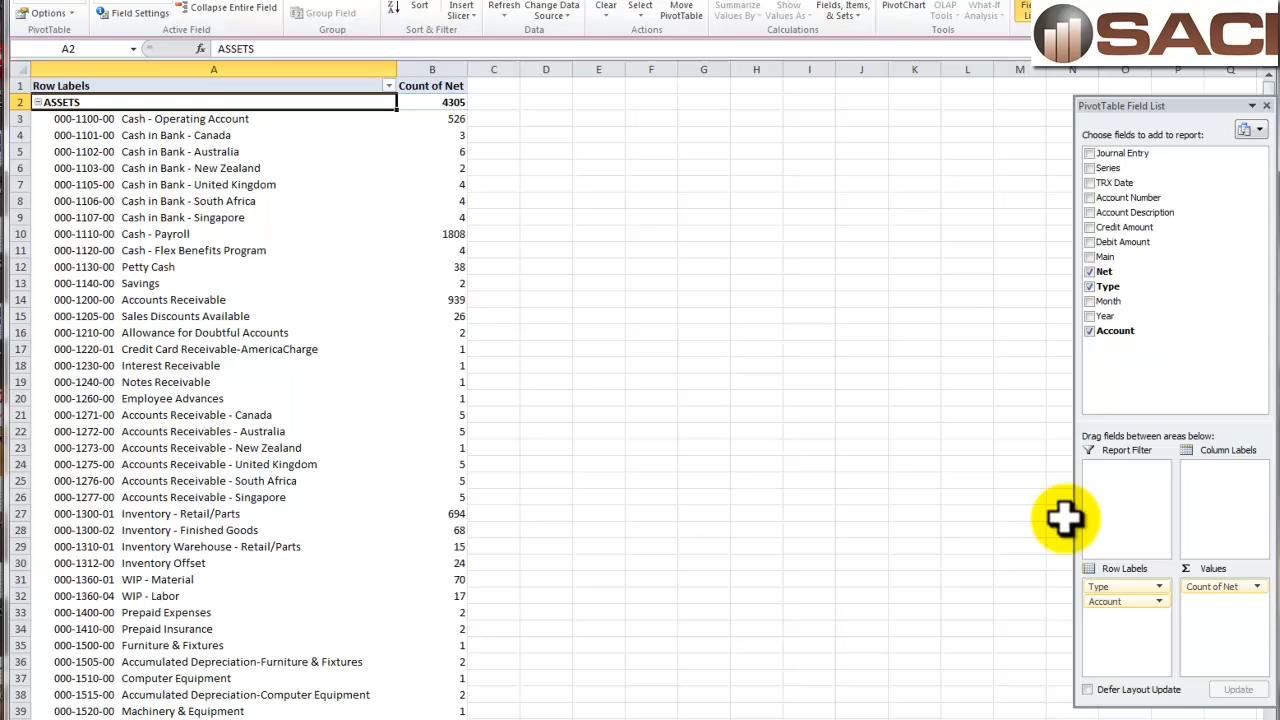 Options
Field Settings
Collapse Entire Field
Group Field
Sort
Insert Slicer
Refresh
Change Data Source
Clear
Select
Move PivotTable
Summarize Values By
Show Values As
Fields, Items, & Sets
PivotChart
OLAP Tools
What-If Analysis
PivotTable
Active Field
Group
Sort & Filter
Data
Actions
Calculations
Tools
SACI
A2
fx
ASSETS
A B C D E F G H I J K L M N O P Q
1 Row Labels Count of Net
2 ASSETS 4305
3 000-1100-00 Cash - Operating Account 526
4 000-1101-00 Cash in Bank - Canada 3
5 000-1102-00 Cash in Bank - Australia 6
6 000-1103-00 Cash in Bank - New Zealand 2
7 000-1105-00 Cash in Bank - United Kingdom 4
8 000-1106-00 Cash in Bank - South Africa 4
9 000-1107-00 Cash in Bank - Singapore 4
10 000-1110-00 Cash - Payroll 1808
11 000-1120-00 Cash - Flex Benefits Program 4
12 000-1130-00 Petty Cash 38
13 000-1140-00 Savings 2
14 000-1200-00 Accounts Receivable 939
15 000-1205-00 Sales Discounts Available 26
16 000-1210-00 Allowance for Doubtful Accounts 2
17 000-1220-01 Credit Card Receivable-AmericaCharge 1
18 000-1230-00 Interest Receivable 1
19 000-1240-00 Notes Receivable 1
20 000-1260-00 Employee Advances 1
21 000-1271-00 Accounts Receivable - Canada 5
22 000-1272-00 Accounts Receivables - Australia 5
23 000-1273-00 Accounts Receivable - New Zealand 1
24 000-1275-00 Accounts Receivable - United Kingdom 5
25 000-1276-00 Accounts Receivable - South Africa 5
26 000-1277-00 Accounts Receivable - Singapore 5
27 000-1300-01 Inventory - Retail/Parts 694
28 000-1300-02 Inventory - Finished Goods 68
29 000-1310-01 Inventory Warehouse - Retail/Parts 15
30 000-1312-00 Inventory Offset 24
31 000-1360-01 WIP - Material 70
32 000-1360-04 WIP - Labor 17
33 000-1400-00 Prepaid Expenses 2
34 000-1410-00 Prepaid Insurance 2
35 000-1500-00 Furniture & Fixtures 1
36 000-1505-00 Accumulated Depreciation-Furniture & Fixtures 2
37 000-1510-00 Computer Equipment 1
38 000-1515-00 Accumulated Depreciation-Computer Equipment 2
39 000-1520-00 Machinery & Equipment 1
PivotTable Field List
Choose fields to add to report:
Journal Entry
Series
TRX Date
Account Number
Account Description
Credit Amount
Debit Amount
Main
Net
Type
Month
Year
Account
Drag fields between areas below:
Report Filter
Column Labels
Row Labels
Σ Values
Type
Account
Count of Net
Defer Layout Update
Update